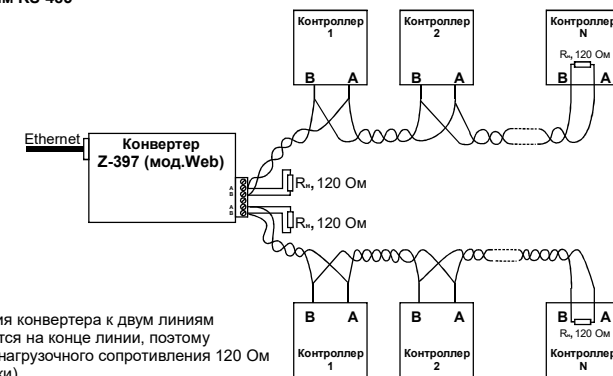 Контроллер
1
Контроллер
2
Контроллер
N
Rн, 120 Ом
B A
B A
B A
Ethernet
Конвертер
Z-397 (мод.Web)
A
B
A
B
Rн, 120 Ом
Rн, 120 Ом
B A
B A
B A
Rн, 120 Ом
Контроллер
1
Контроллер
2
Контроллер
N
ия конвертера к двум линиям
тся на конце линии, поэтому
нагрузочного сопротивления 120 Ом
ки)